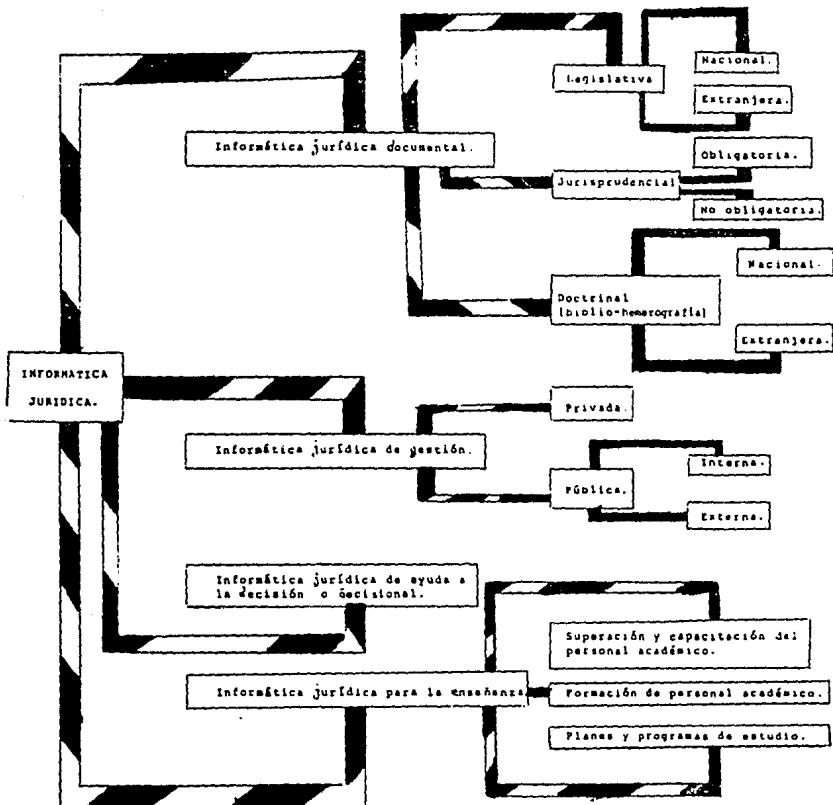 INFORMATICA
JURIDICA.
Informática jurídica documental.
Legislativa
Nacional.
Extranjera.
Jurisprudencial
Obligatoria.
No obligatoria.
Doctrinal
(biblio-hemerografía)
Nacional.
Extranjera.
Informática jurídica de gestión.
Privada.
Pública.
Interna.
Externa.
Informática jurídica de ayuda a
la decisión o decisional.
Informática jurídica para la enseñanza
Superación y capacitación del
personal académico.
Formación de personal académico.
Planes y programas de estudio.